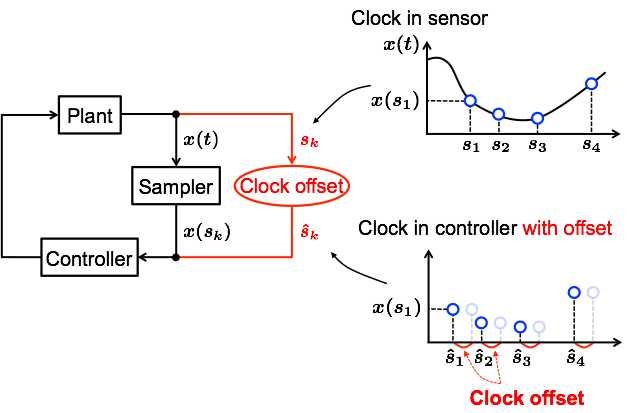 Clock in sensor
x(t)
x(s₁)
s₁ s₂ s₃ s₄
Plant
x(t)
sₖ
Sampler
Clock offset
x(sₖ)
ŝₖ
Controller
Clock in controller with offset
x(s₁)
ŝ₁ ŝ₂ ŝ₃ ŝ₄
Clock offset